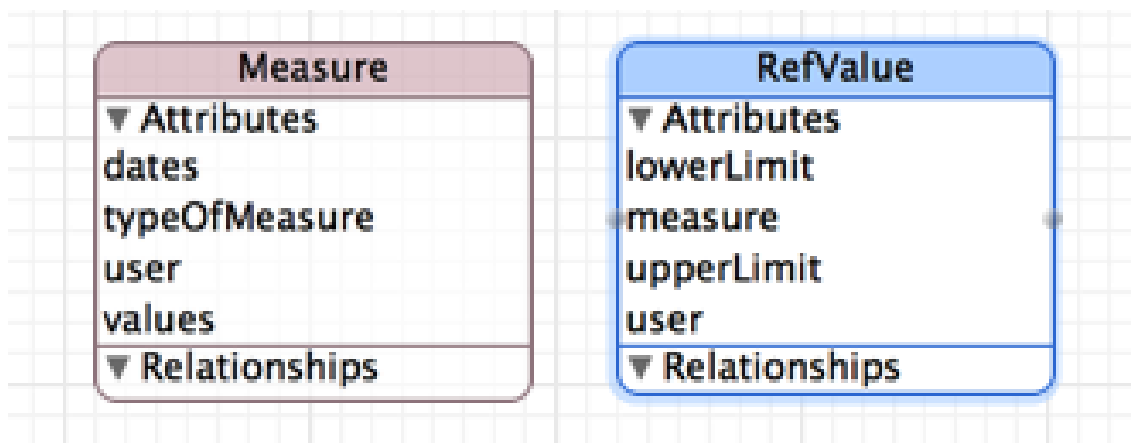 Measure
Attributes
dates
typeOfMeasure
user
values
Relationships
RefValue
Attributes
lowerLimit
measure
upperLimit
user
Relationships